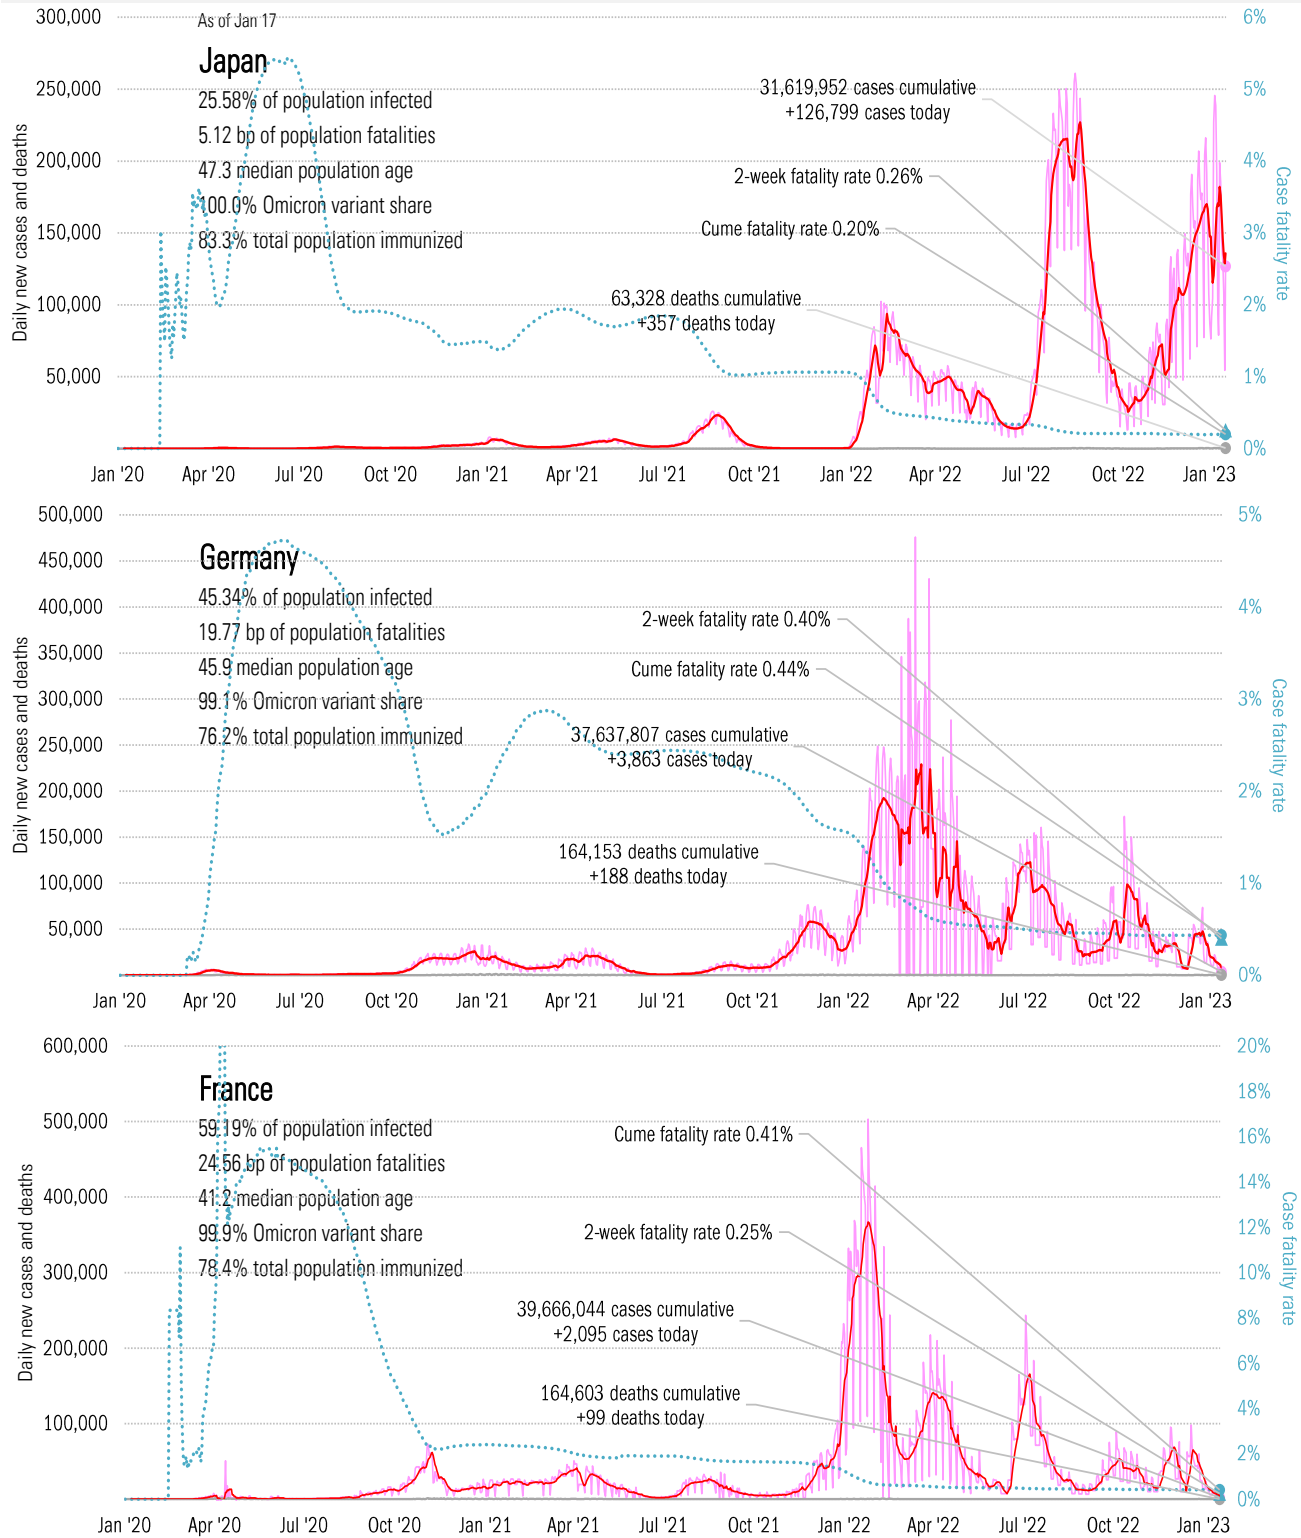 As of Jan 17
Japan
25.58% of population infected
5.12 bp of population fatalities
47.3 median population age
100.0% Omicron variant share
83.3% total population immunized
31,619,952 cases cumulative
+126,799 cases today
2-week fatality rate 0.26%
Cume fatality rate 0.20%
63,328 deaths cumulative
+357 deaths today
Daily new cases and deaths
300,000
250,000
200,000
150,000
100,000
50,000
6%
5%
4%
3%
2%
1%
0%
Case fatality rate
Jan '20 Apr '20 Jul '20 Oct '20 Jan '21 Apr '21 Jul '21 Oct '21 Jan '22 Apr '22 Jul '22 Oct '22 Jan '23
Germany
45.34% of population infected
19.77 bp of population fatalities
45.9 median population age
99.1% Omicron variant share
76.2% total population immunized
2-week fatality rate 0.40%
Cume fatality rate 0.44%
37,637,807 cases cumulative
+3,863 cases today
164,153 deaths cumulative
+188 deaths today
Daily new cases and deaths
500,000
450,000
400,000
350,000
300,000
250,000
200,000
150,000
100,000
50,000
5%
4%
3%
2%
1%
0%
Case fatality rate
Jan '20 Apr '20 Jul '20 Oct '20 Jan '21 Apr '21 Jul '21 Oct '21 Jan '22 Apr '22 Jul '22 Oct '22 Jan '23
France
59.19% of population infected
24.56 bp of population fatalities
41.2 median population age
99.9% Omicron variant share
78.4% total population immunized
Cume fatality rate 0.41%
2-week fatality rate 0.25%
39,666,044 cases cumulative
+2,095 cases today
164,603 deaths cumulative
+99 deaths today
Daily new cases and deaths
600,000
500,000
400,000
300,000
200,000
100,000
20%
18%
16%
14%
12%
10%
8%
6%
4%
2%
0%
Case fatality rate
Jan '20 Apr '20 Jul '20 Oct '20 Jan '21 Apr '21 Jul '21 Oct '21 Jan '22 Apr '22 Jul '22 Oct '22 Jan '23